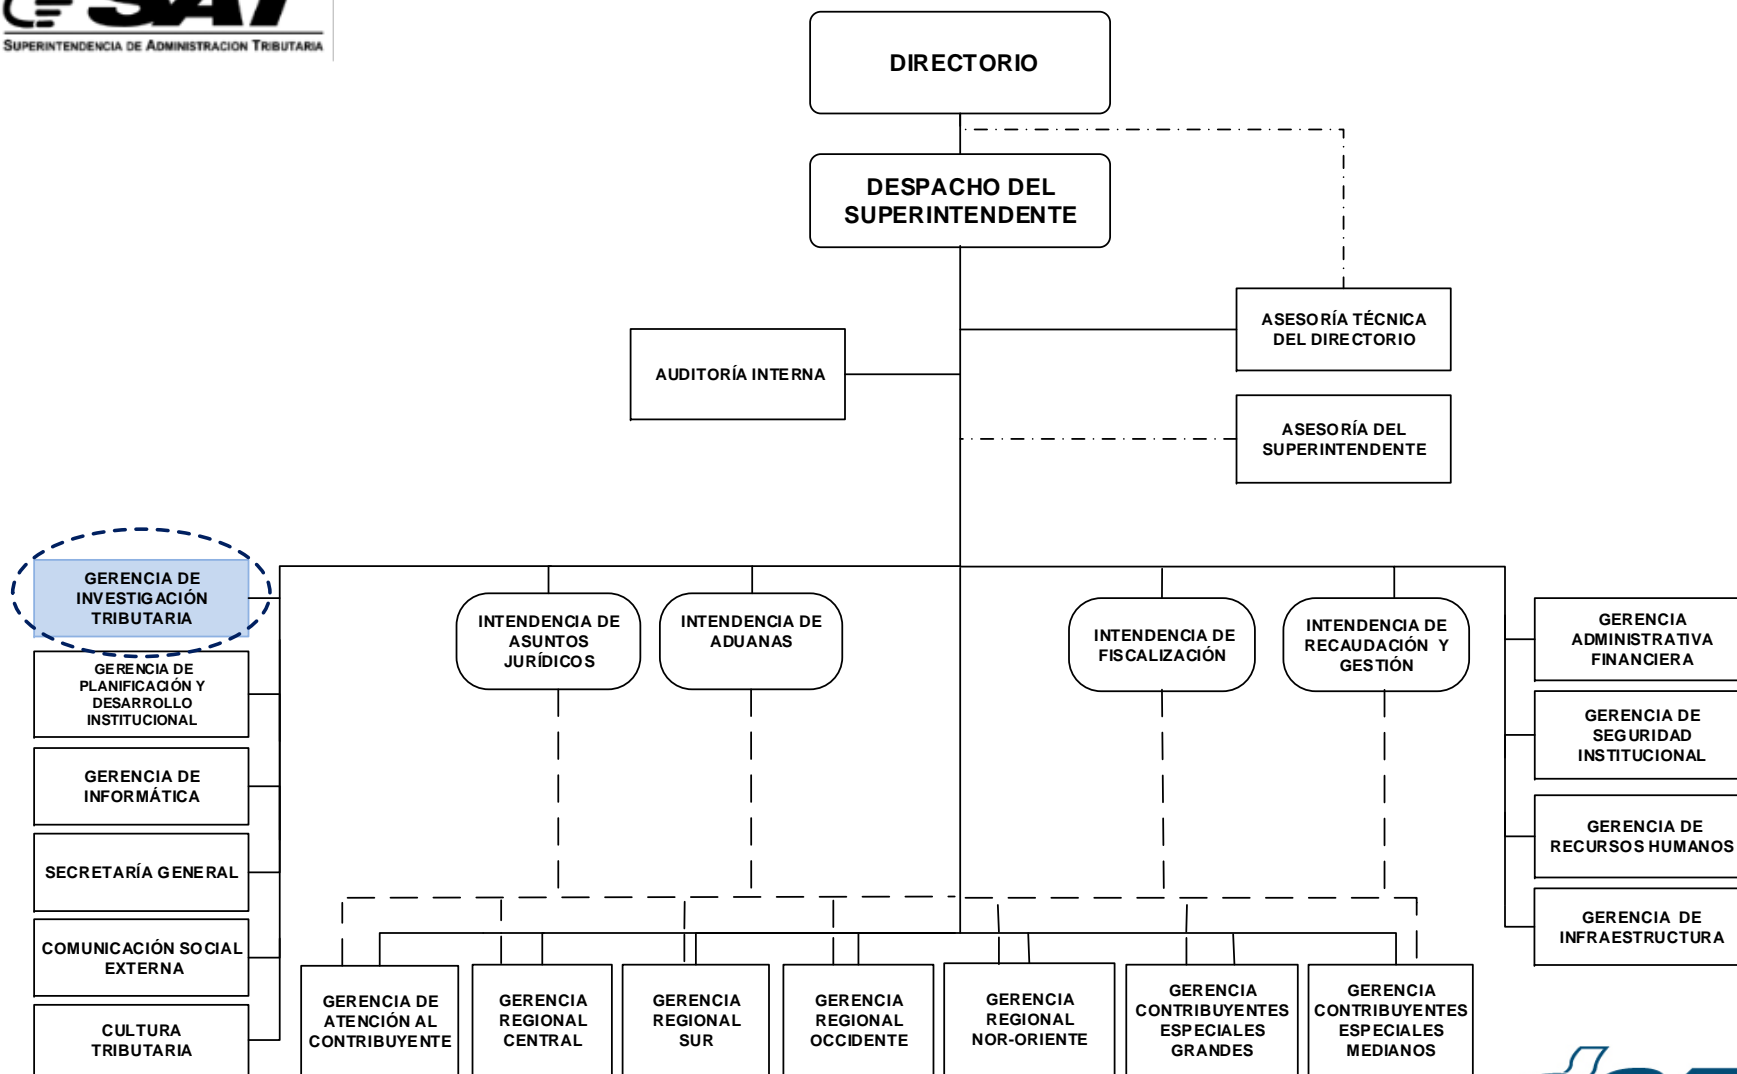 SAT
SUPERINTENDENCIA DE ADMINISTRACION TRIBUTARIA
DIRECTORIO
DESPACHO DEL
SUPERINTENDENTE
ASESORÍA TÉCNICA
DEL DIRECTORIO
AUDITORÍA INTERNA
ASESORÍA DEL
SUPERINTENDENTE
GERENCIA DE
INVESTIGACIÓN
TRIBUTARIA
GERENCIA DE
PLANIFICACIÓN Y
DESARROLLO
INSTITUCIONAL
GERENCIA DE
INFORMÁTICA
SECRETARÍA GENERAL
COMUNICACIÓN SOCIAL
EXTERNA
CULTURA
TRIBUTARIA
INTENDENCIA DE
ASUNTOS
JURÍDICOS
INTENDENCIA DE
ADUANAS
INTENDENCIA DE
FISCALIZACIÓN
INTENDENCIA DE
RECAUDACIÓN Y
GESTIÓN
GERENCIA
ADMINISTRATIVA
FINANCIERA
GERENCIA DE
SEGURIDAD
INSTITUCIONAL
GERENCIA DE
RECURSOS HUMANOS
GERENCIA DE
INFRAESTRUCTURA
GERENCIA DE
ATENCIÓN AL
CONTRIBUYENTE
GERENCIA
REGIONAL
CENTRAL
GERENCIA
REGIONAL
SUR
GERENCIA
REGIONAL
OCCIDENTE
GERENCIA
REGIONAL
NOR-ORIENTE
GERENCIA
CONTRIBUYENTES
ESPECIALES
GRANDES
GERENCIA
CONTRIBUYENTES
ESPECIALES
MEDIANOS